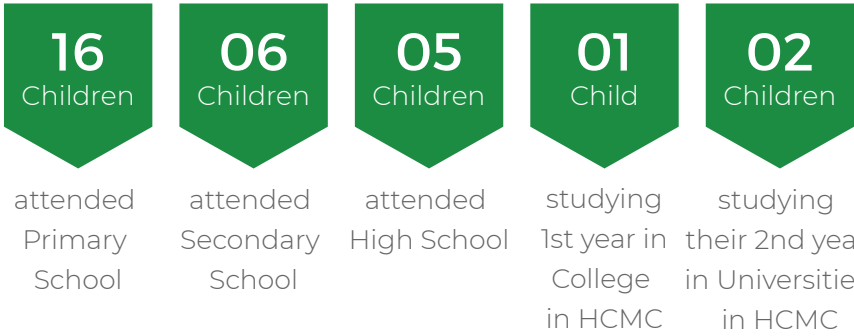 16
Children
attended
Primary
School
06
Children
attended
Secondary
School
05
Children
attended
High School
01
Child
studying
1st year in
College
in HCMC
02
Children
studying
their 2nd yea
in Universitie
in HCMC